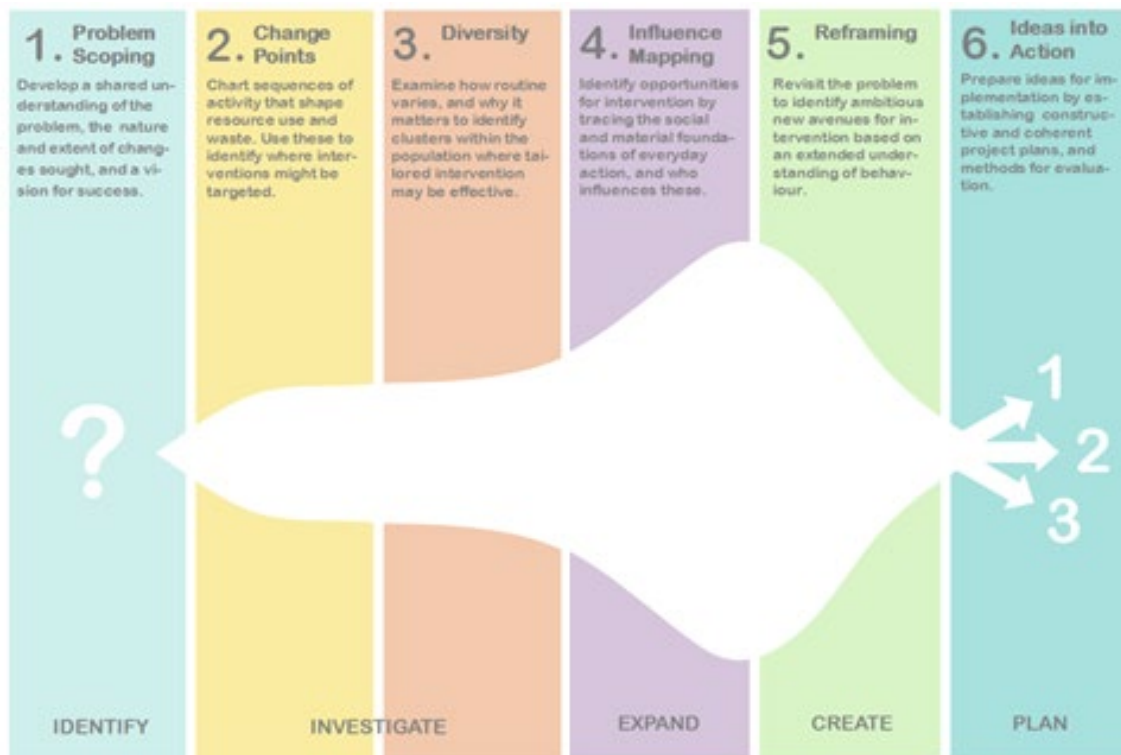 1. Problem
Scoping
Develop a shared un-
derstanding of the
problem, the nature
and extent of chang-
es sought, and a vi-
sion for success.
2. Change
Points
Chart sequences of
activity that shape
resource use and
waste. Use these to
identify where inter-
ventions might be
targeted.
3. Diversity
Examine how routine
varies, and why it
matters to identify
clusters within the
population where tai-
lored intervention
may be effective.
4. Influence
Mapping
Identify opportunities
for intervention by
tracing the social
and material founda-
tions of everyday
action, and who
influences these.
5. Reframing
Revisit the problem
to identify ambitious
new avenues for in-
tervention based on
an extended under-
standing of behav-
iour.
6. Ideas into
Action
Prepare ideas for im-
plementation by es-
tablishing construc-
tive and coherent
project plans, and
methods for evalua-
tion.
?
1
2
3
IDENTIFY
INVESTIGATE
EXPAND
CREATE
PLAN